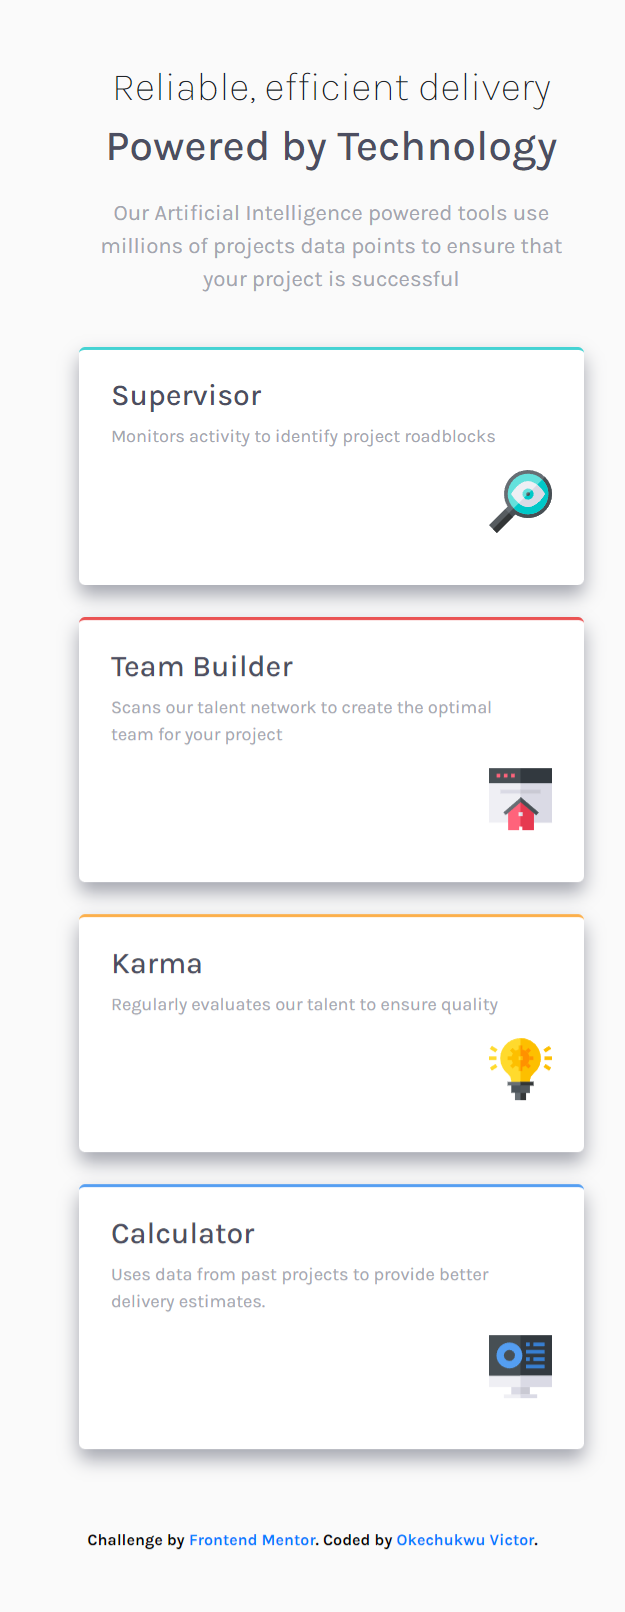 Reliable, efficient delivery
Powered by Technology
Our Artificial Intelligence powered tools use
millions of projects data points to ensure that
your project is successful
Supervisor
Monitors activity to identify project roadblocks
Team Builder
Scans our talent network to create the optimal
team for your project
Karma
Regularly evaluates our talent to ensure quality
Calculator
Uses data from past projects to provide better
delivery estimates.
Challenge by Frontend Mentor. Coded by Okechukwu Victor.